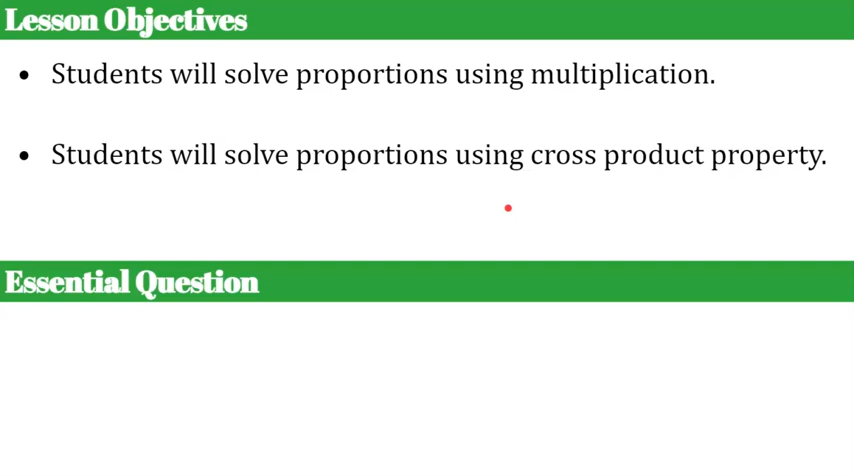 Lesson Objectives
• Students will solve proportions using multiplication.
• Students will solve proportions using cross product property.
Essential Question